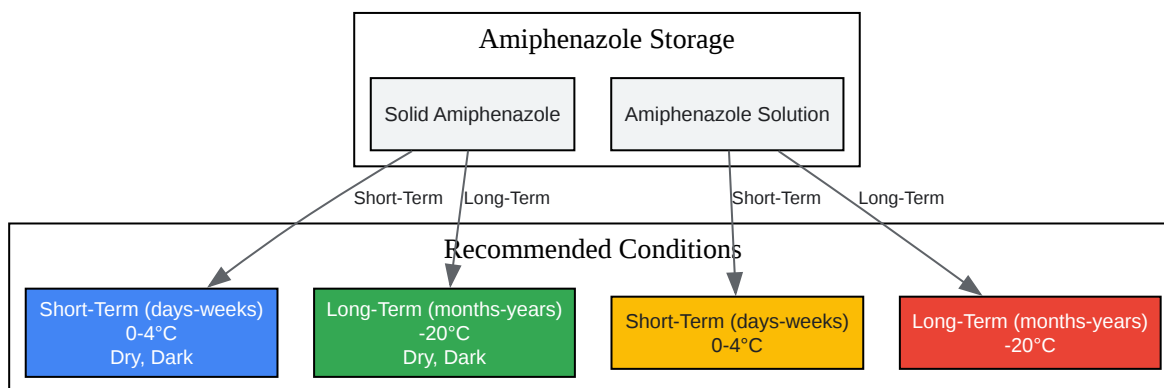 Amiphenazole Storage
Solid Amiphenazole
Amiphenazole Solution
Short-Term
Long-Term
Short-Term
Long-Term
Recommended Conditions
Short-Term (days-weeks)
0-4°C
Dry, Dark
Long-Term (months-years)
-20°C
Dry, Dark
Short-Term (days-weeks)
0-4°C
Long-Term (months-years)
-20°C